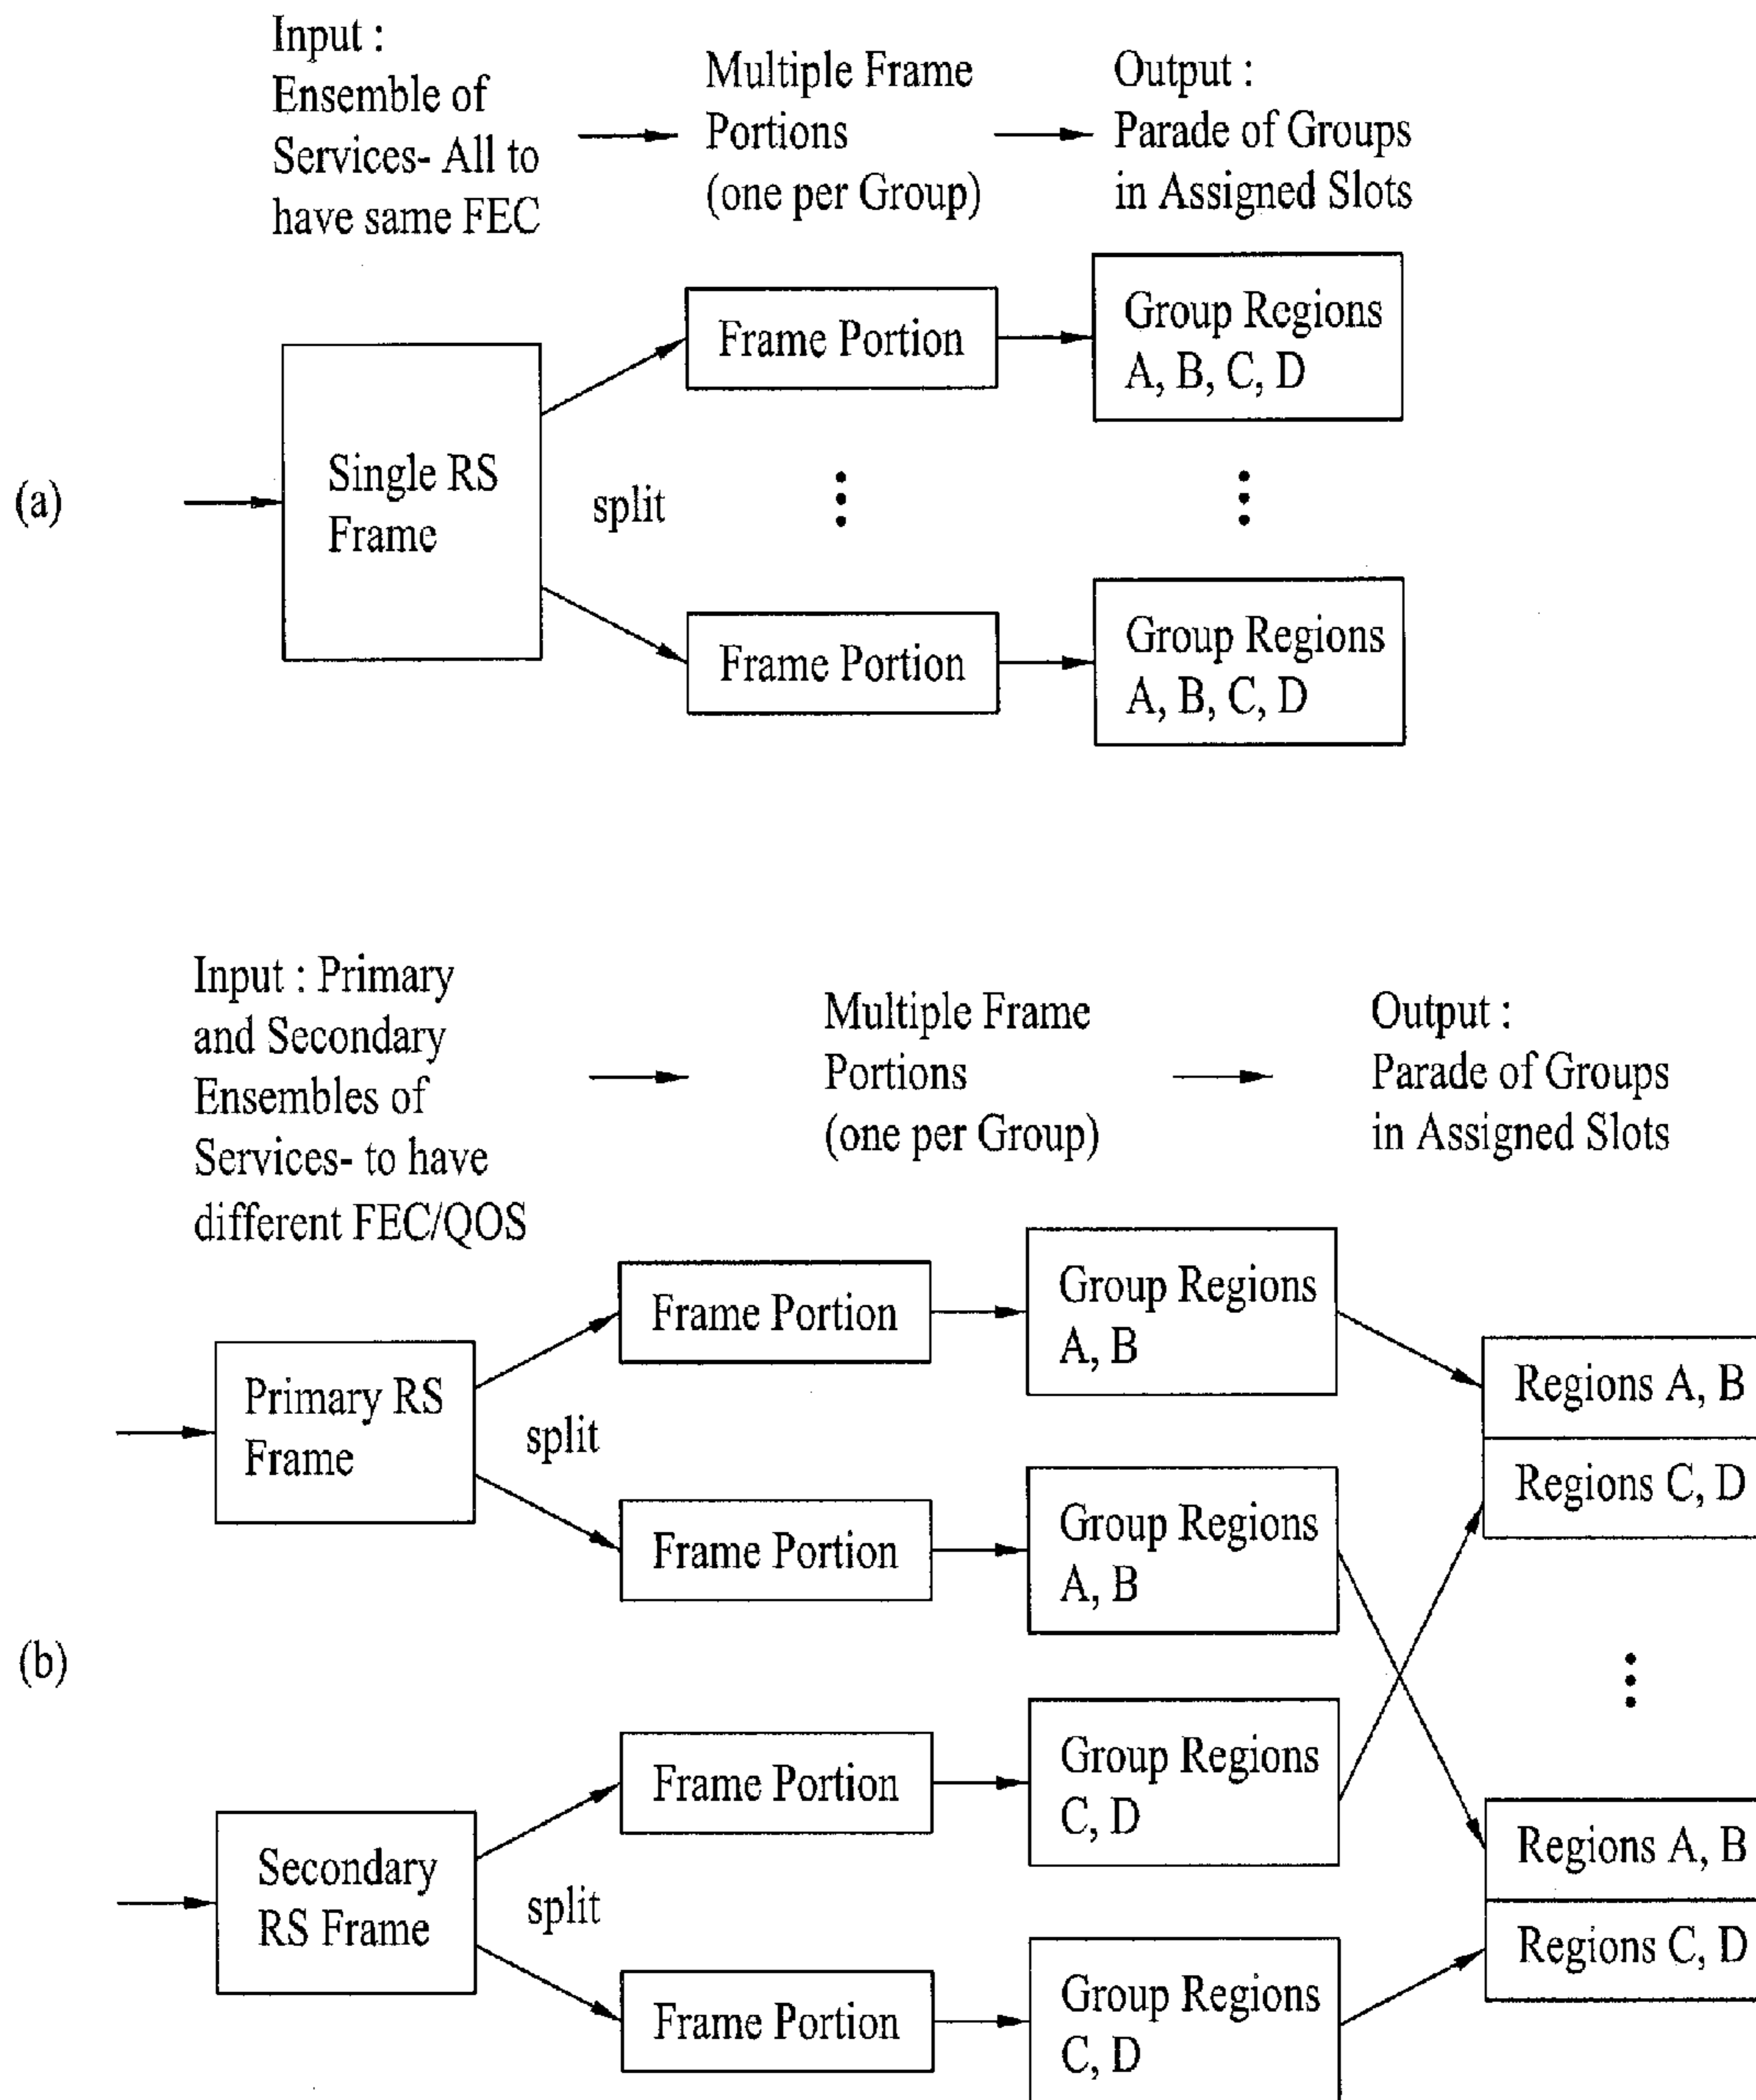 Input :
Ensemble of
Services- All to
have same FEC
Multiple Frame
Portions
(one per Group)
Output :
Parade of Groups
in Assigned Slots
(a)
Single RS
Frame
split
Frame Portion
Group Regions
A, B, C, D
Frame Portion
Group Regions
A, B, C, D
Input : Primary
and Secondary
Ensembles of
Services- to have
different FEC/QOS
Multiple Frame
Portions
(one per Group)
Output :
Parade of Groups
in Assigned Slots
(b)
Primary RS
Frame
split
Frame Portion
Group Regions
A, B
Frame Portion
Group Regions
A, B
Regions A, B
Regions C, D
Secondary
RS Frame
split
Frame Portion
Group Regions
C, D
Frame Portion
Group Regions
C, D
Regions A, B
Regions C, D